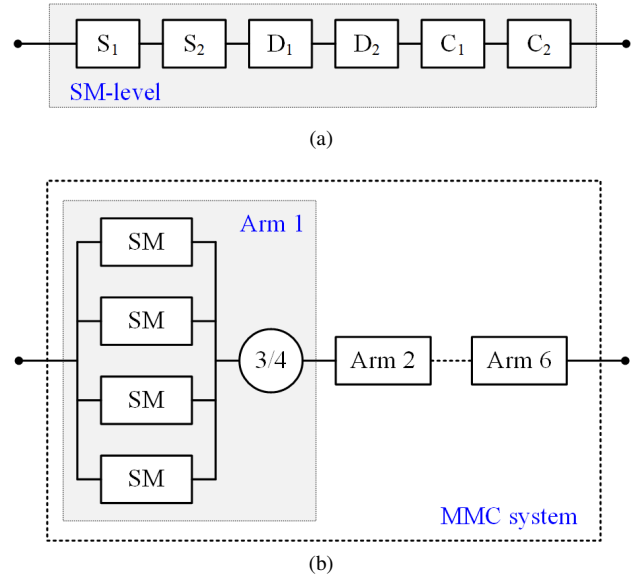 S₁ S₂ D₁ D₂ C₁ C₂
SM-level
(a)
Arm 1
SM
SM
SM
SM
3/4
Arm 2
Arm 6
MMC system
(b)